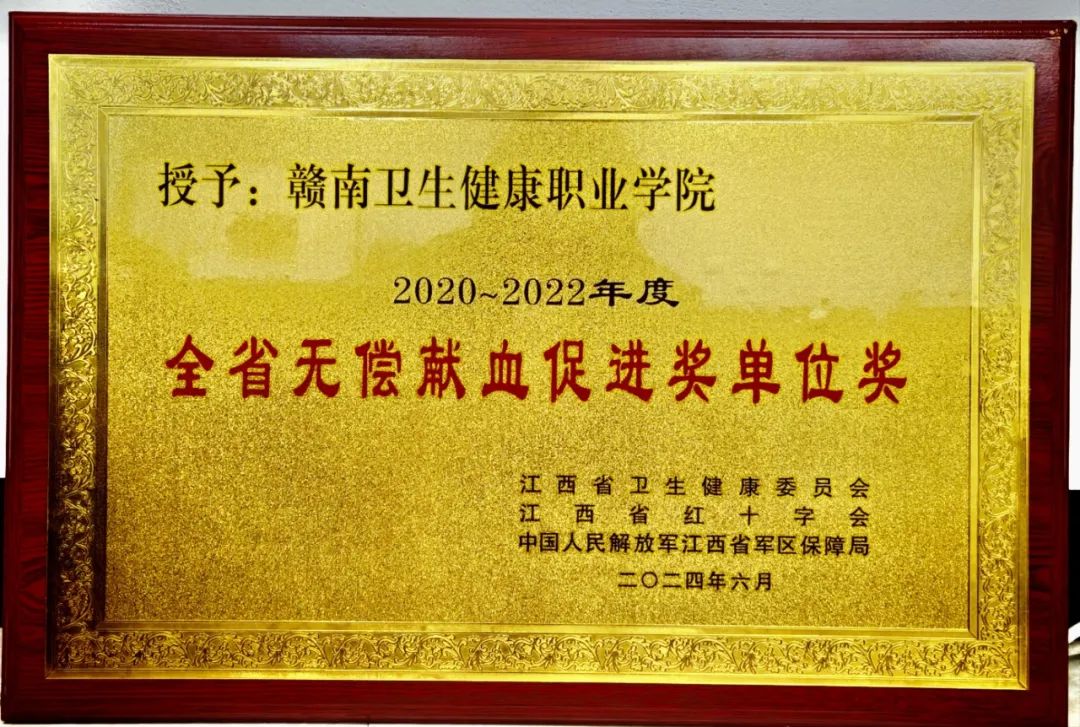 授予：赣南卫生健康职业学院
2020~2022年度
全省无偿献血促进奖单位奖
江西省卫生健康委员会
江西省红十字会
中国人民解放军江西省军区保障局
二〇二四年六月